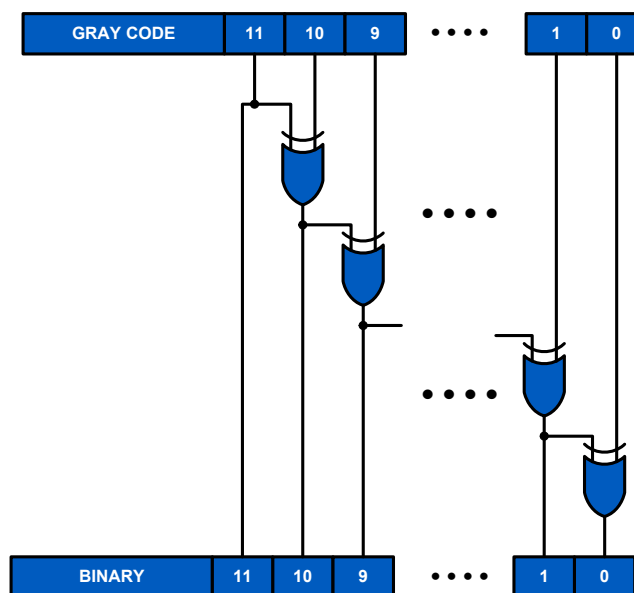 GRAY CODE 11 10 9 •••• 1 0
BINARY 11 10 9 •••• 1 0